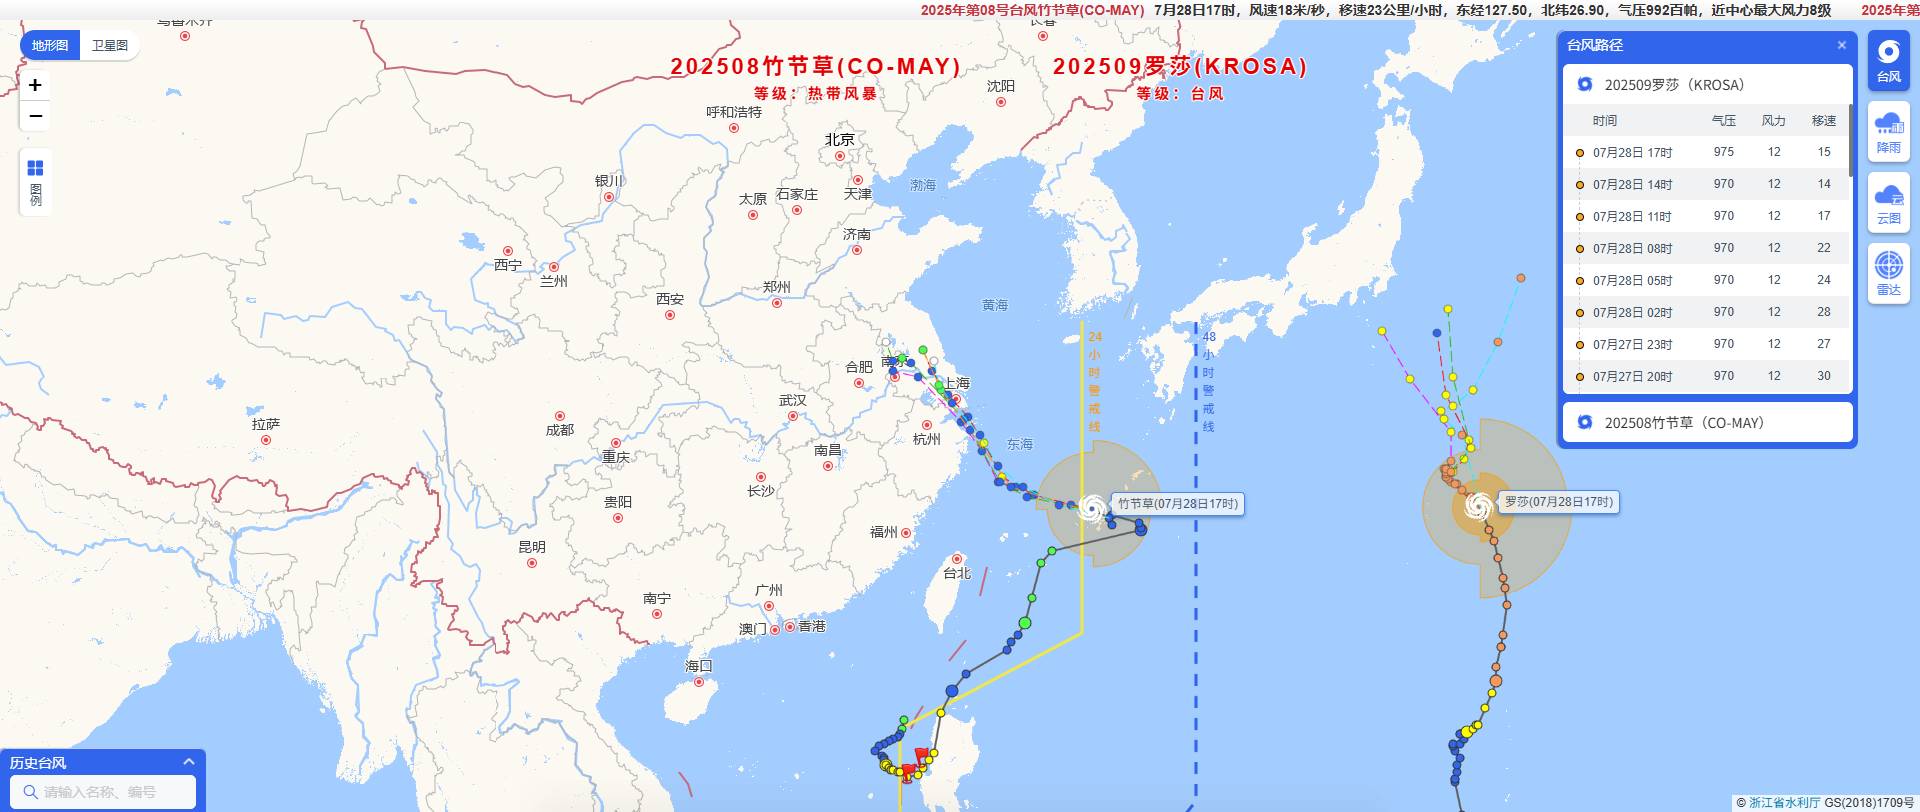 2025年第08号台风竹节草(CO-MAY) 7月28日17时，风速18米/秒，移速23公里/小时，东经127.50，北纬26.90，气压992百帕，近中心最大风力8级 2025年第
地形图 卫星图
+
−
图例
202508竹节草(CO-MAY)
等级：热带风暴
202509罗莎(KROSA)
等级：台风
乌鲁木齐
长春
沈阳
呼和浩特
北京
天津
渤海
银川
太原
石家庄
济南
西宁
兰州
郑州
西安
黄海
合肥
南京
上海
武汉
杭州
东海
拉萨
成都
重庆
南昌
长沙
贵阳
福州
昆明
台北
广州
南宁
澳门
香港
海口
24小时警戒线
48小时警戒线
竹节草(07月28日17时)
罗莎(07月28日17时)
台风路径 ×
202509罗莎（KROSA）
时间 气压 风力 移速
07月28日 17时 975 12 15
07月28日 14时 970 12 14
07月28日 11时 970 12 17
07月28日 08时 970 12 22
07月28日 05时 970 12 24
07月28日 02时 970 12 28
07月27日 23时 970 12 27
07月27日 20时 970 12 30
202508竹节草（CO-MAY）
台风
降雨
云图
雷达
历史台风
请输入名称、编号
© 浙江省水利厅 GS(2018)1709号